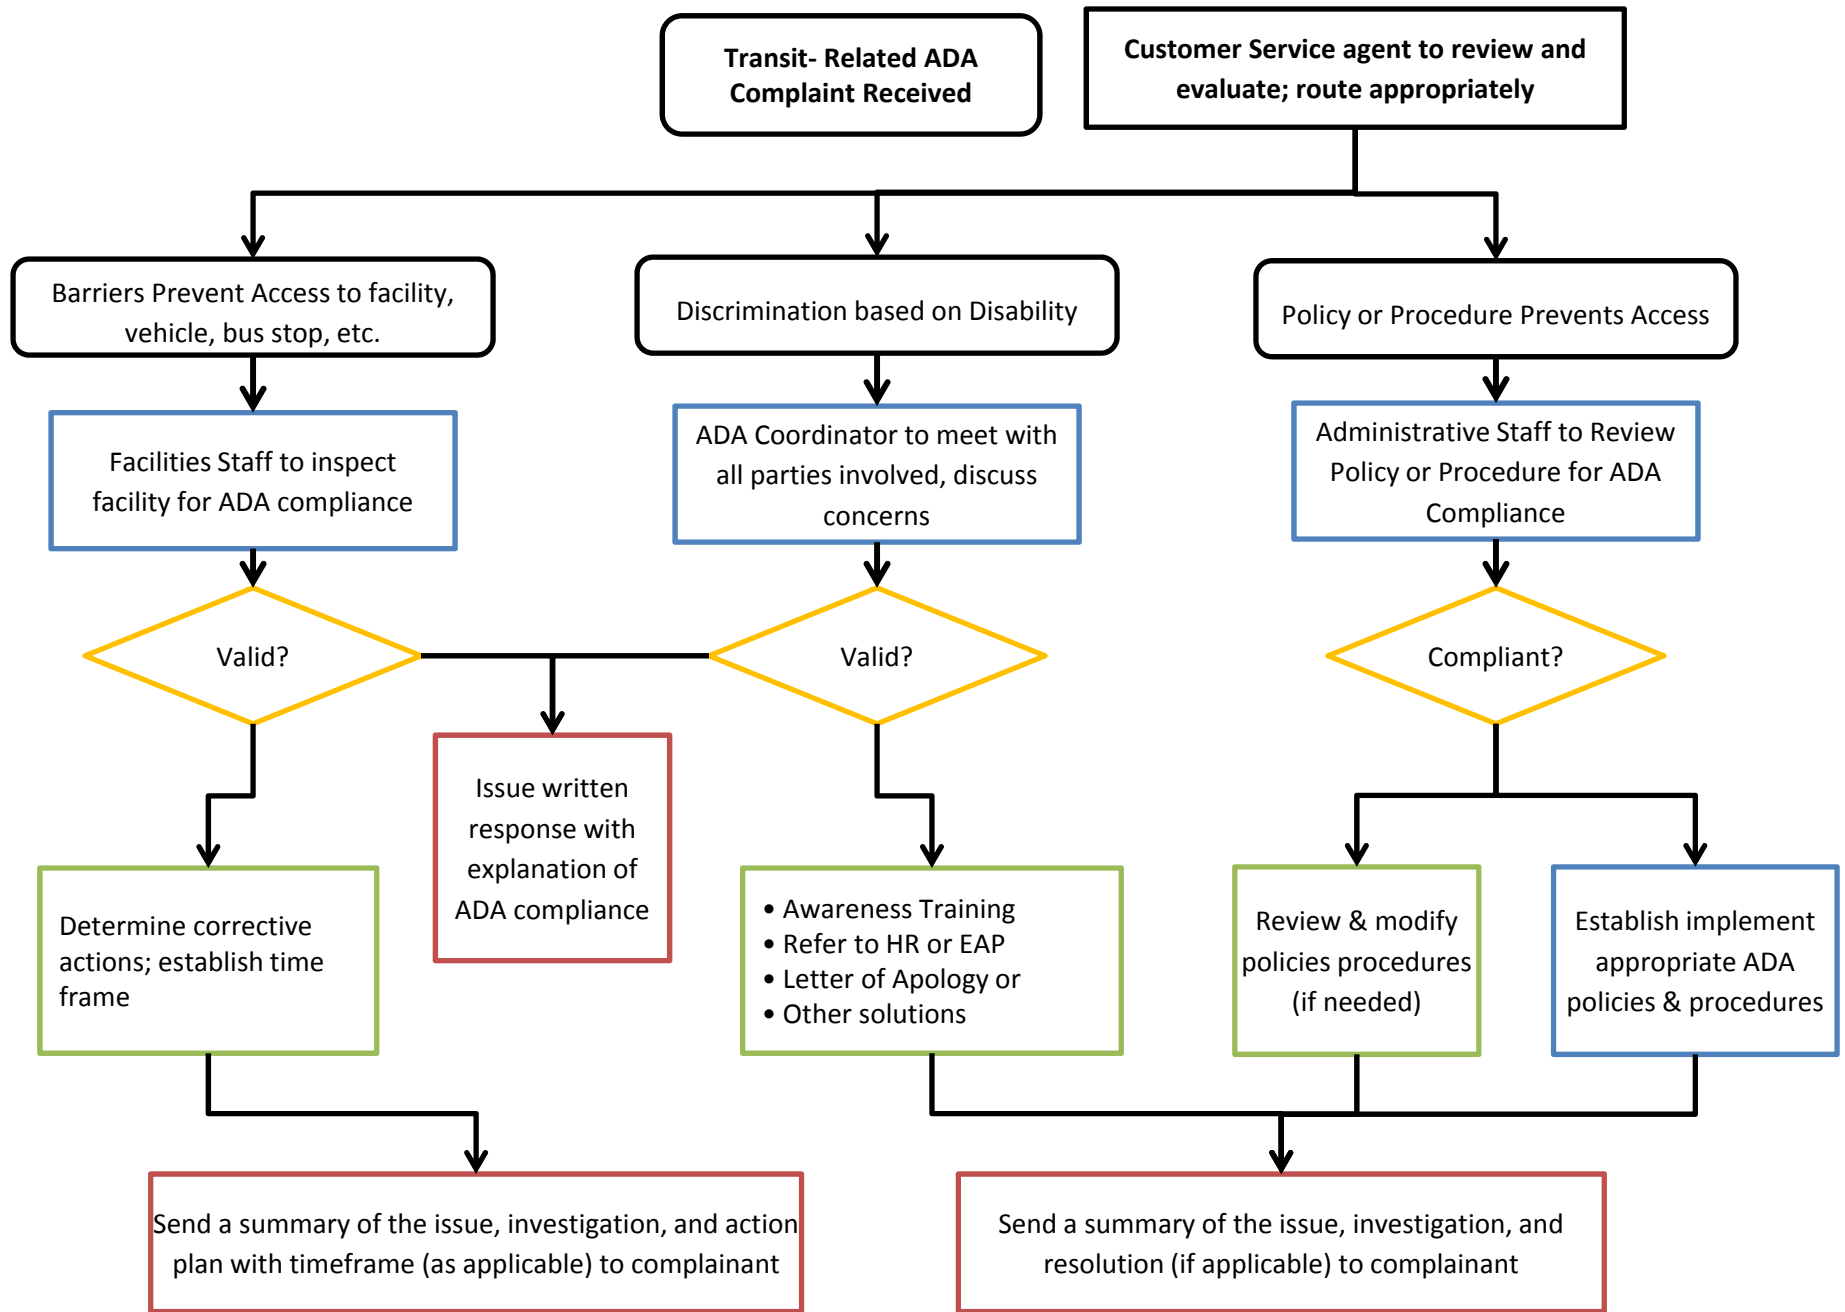 Transit- Related ADA
Complaint Received
Customer Service agent to review and
evaluate; route appropriately
Barriers Prevent Access to facility,
vehicle, bus stop, etc.
Discrimination based on Disability
Policy or Procedure Prevents Access
Facilities Staff to inspect
facility for ADA compliance
ADA Coordinator to meet with
all parties involved, discuss
concerns
Administrative Staff to Review
Policy or Procedure for ADA
Compliance
Valid?
Valid?
Compliant?
Issue written
response with
explanation of
ADA compliance
Determine corrective
actions; establish time
frame
• Awareness Training
• Refer to HR or EAP
• Letter of Apology or
• Other solutions
Review & modify
policies procedures
(if needed)
Establish implement
appropriate ADA
policies & procedures
Send a summary of the issue, investigation, and action
plan with timeframe (as applicable) to complainant
Send a summary of the issue, investigation, and
resolution (if applicable) to complainant